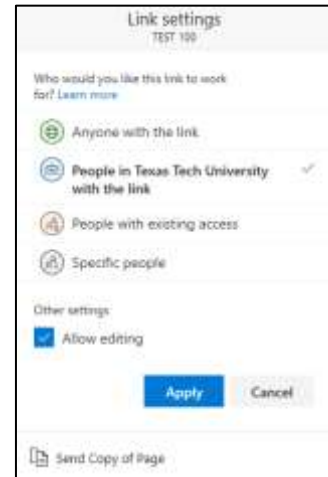 Link settings
TEST 100
Who would you like this link to work
for? Learn more
Anyone with the link
People in Texas Tech University
with the link
People with existing access
Specific people
Other settings
Allow editing
Apply Cancel
Send Copy of Page